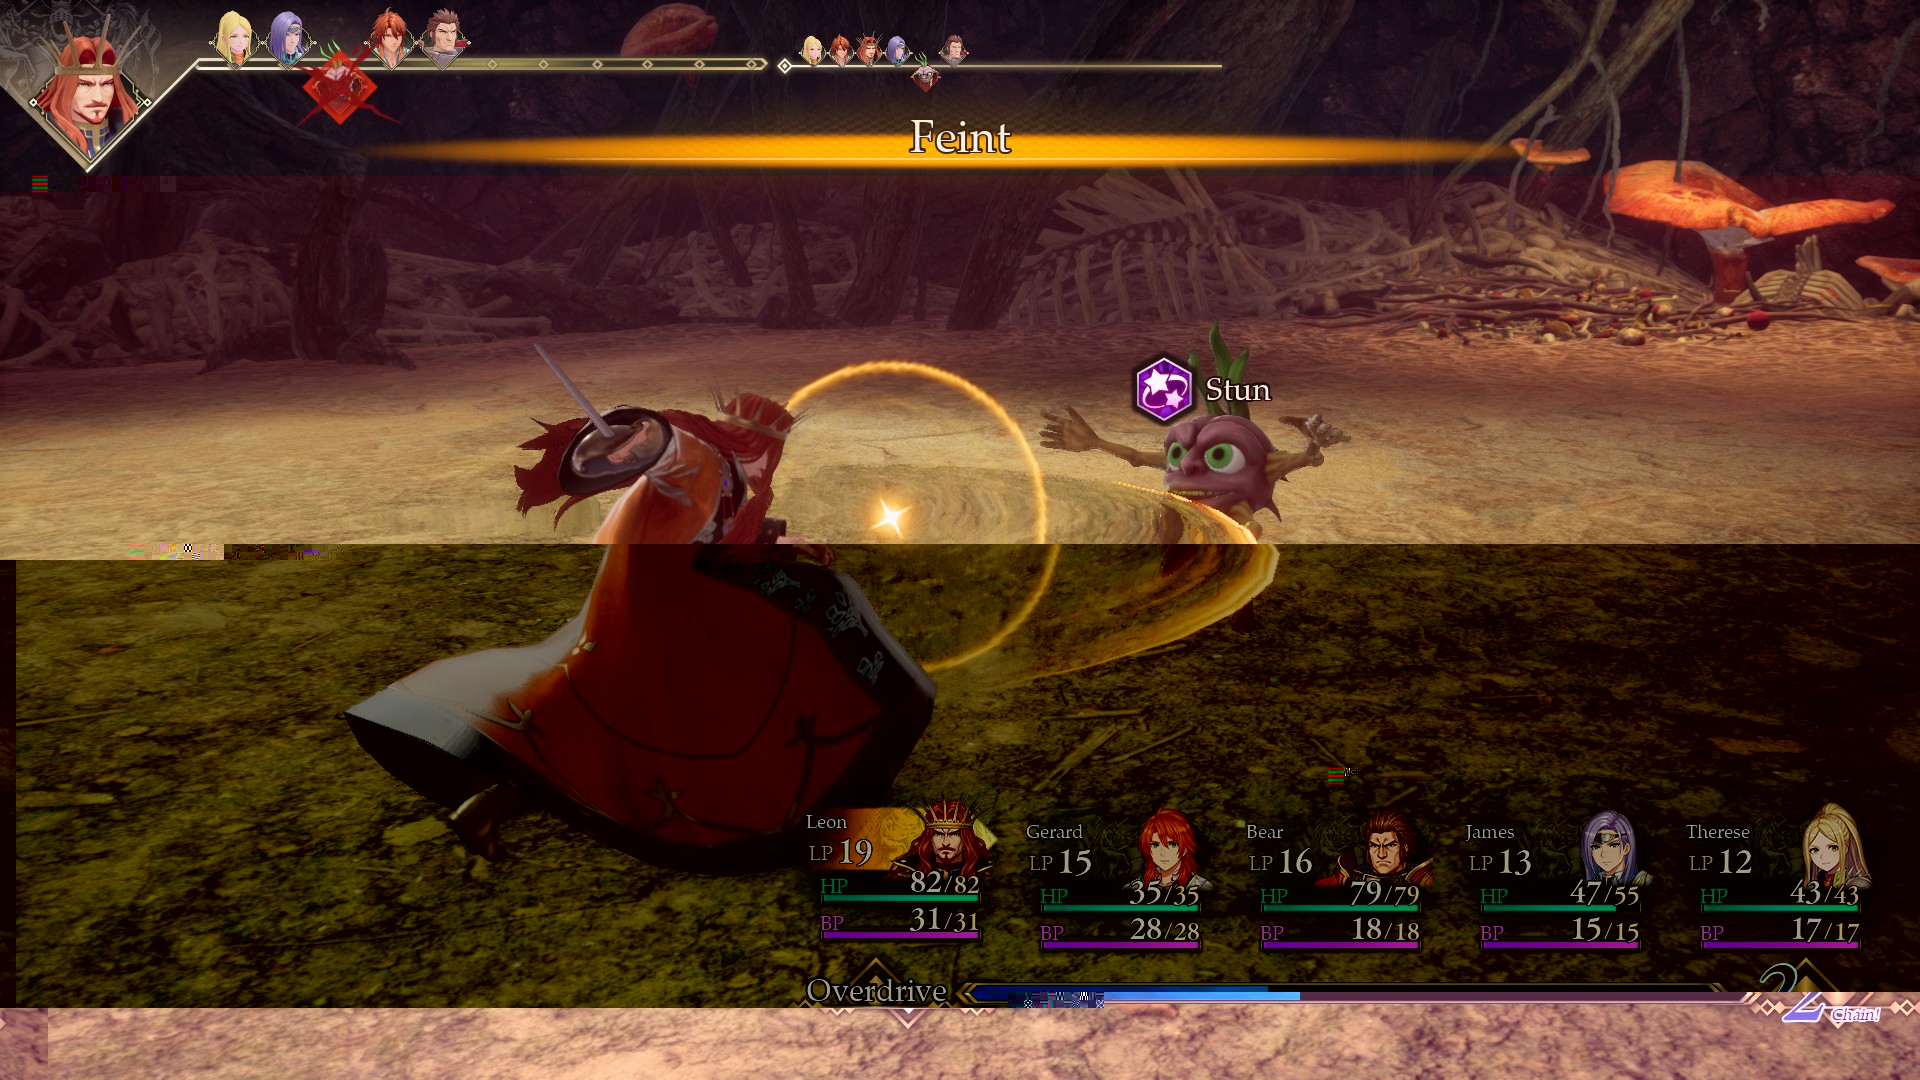 Feint
Stun
Leon
LP 19
HP 82/82
BP 31/31
Gerard
LP 15
HP 35/35
BP 28/28
Bear
LP 16
HP 79/79
BP 18/18
James
LP 13
HP 47/55
BP 15/15
Therese
LP 12
HP 43/43
BP 17/17
Overdrive
2 Chain!